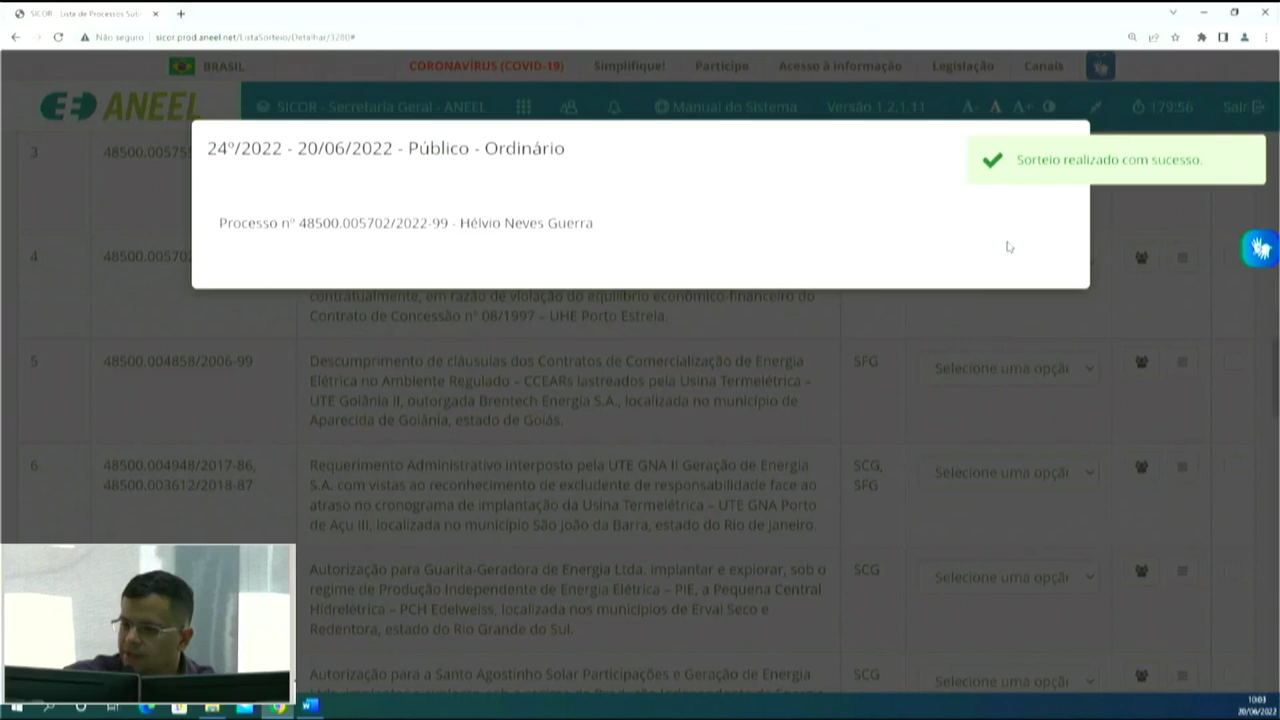 SICOR - Lista de Processos Sub
Não seguro
sicor.prod.aneel.net/ListaSorteio/Detalhar/3280#
BRASIL
CORONAVÍRUS (COVID-19)
Simplifique!
Participe
Acesso à informação
Legislação
Canais
ANEEL
SICOR - Secretaria Geral - ANEEL
Manual do Sistema
Versão 1.2.1.11
A-
A
A+
179:56
Sair
24º/2022 - 20/06/2022 - Público - Ordinário
Sorteio realizado com sucesso.
Processo nº 48500.005702/2022-99 - Hélvio Neves Guerra
3
48500.005755
4
48500.005702
contratualmente, em razão de violação do equilíbrio econômico-financeiro do
Contrato de Concessão nº 08/1997 – UHE Porto Estrela.
5
48500.004858/2006-99
Descumprimento de cláusulas dos Contratos de Comercialização de Energia
Elétrica no Ambiente Regulado – CCEARs lastreados pela Usina Termelétrica –
UTE Goiânia II, outorgada Brentech Energia S.A., localizada no município de
Aparecida de Goiânia, estado de Goiás.
SFG
Selecione uma opçã
6
48500.004948/2017-86,
48500.003612/2018-87
Requerimento Administrativo interposto pela UTE GNA II Geração de Energia
S.A. com vistas ao reconhecimento de excludente de responsabilidade face ao
atraso no cronograma de implantação da Usina Termelétrica – UTE GNA Porto
de Açu III, localizada no município São João da Barra, estado do Rio de Janeiro.
SCG,
SFG
Selecione uma opçã
Autorização para Guarita-Geradora de Energia Ltda. implantar e explorar, sob o
regime de Produção Independente de Energia Elétrica – PIE, a Pequena Central
Hidrelétrica – PCH Edelweiss, localizada nos municípios de Erval Seco e
Redentora, estado do Rio Grande do Sul.
SCG
Selecione uma opçã
Autorização para a Santo Agostinho Solar Participações e Geração de Energia
SCG
Selecione uma opçã
10:03
20/06/2022